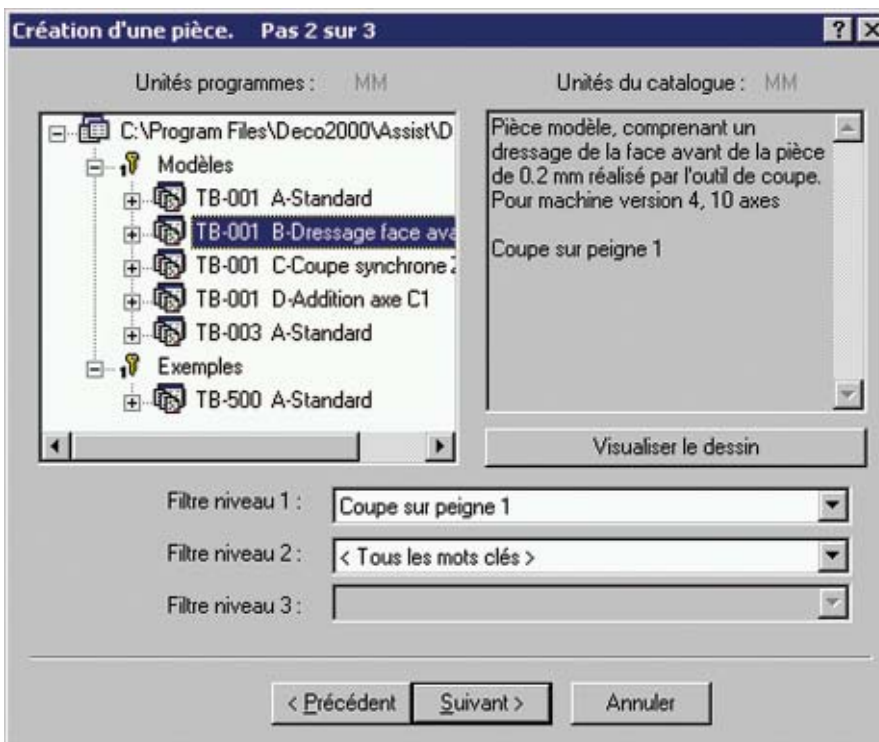 Création d'une pièce. Pas 2 sur 3
Unités programmes : MM
Unités du catalogue : MM
C:\Program Files\Deco2000\Assist\D
Modèles
TB-001 A-Standard
TB-001 B-Dressage face ava
TB-001 C-Coupe synchrone 2
TB-001 D-Addition axe C1
TB-003 A-Standard
Exemples
TB-500 A-Standard
Pièce modèle, comprenant un
dressage de la face avant de la pièce
de 0.2 mm réalisé par l'outil de coupe.
Pour machine version 4, 10 axes
Coupe sur peigne 1
Visualiser le dessin
Filtre niveau 1 : Coupe sur peigne 1
Filtre niveau 2 : < Tous les mots clés >
Filtre niveau 3 :
< Précédent
Suivant >
Annuler